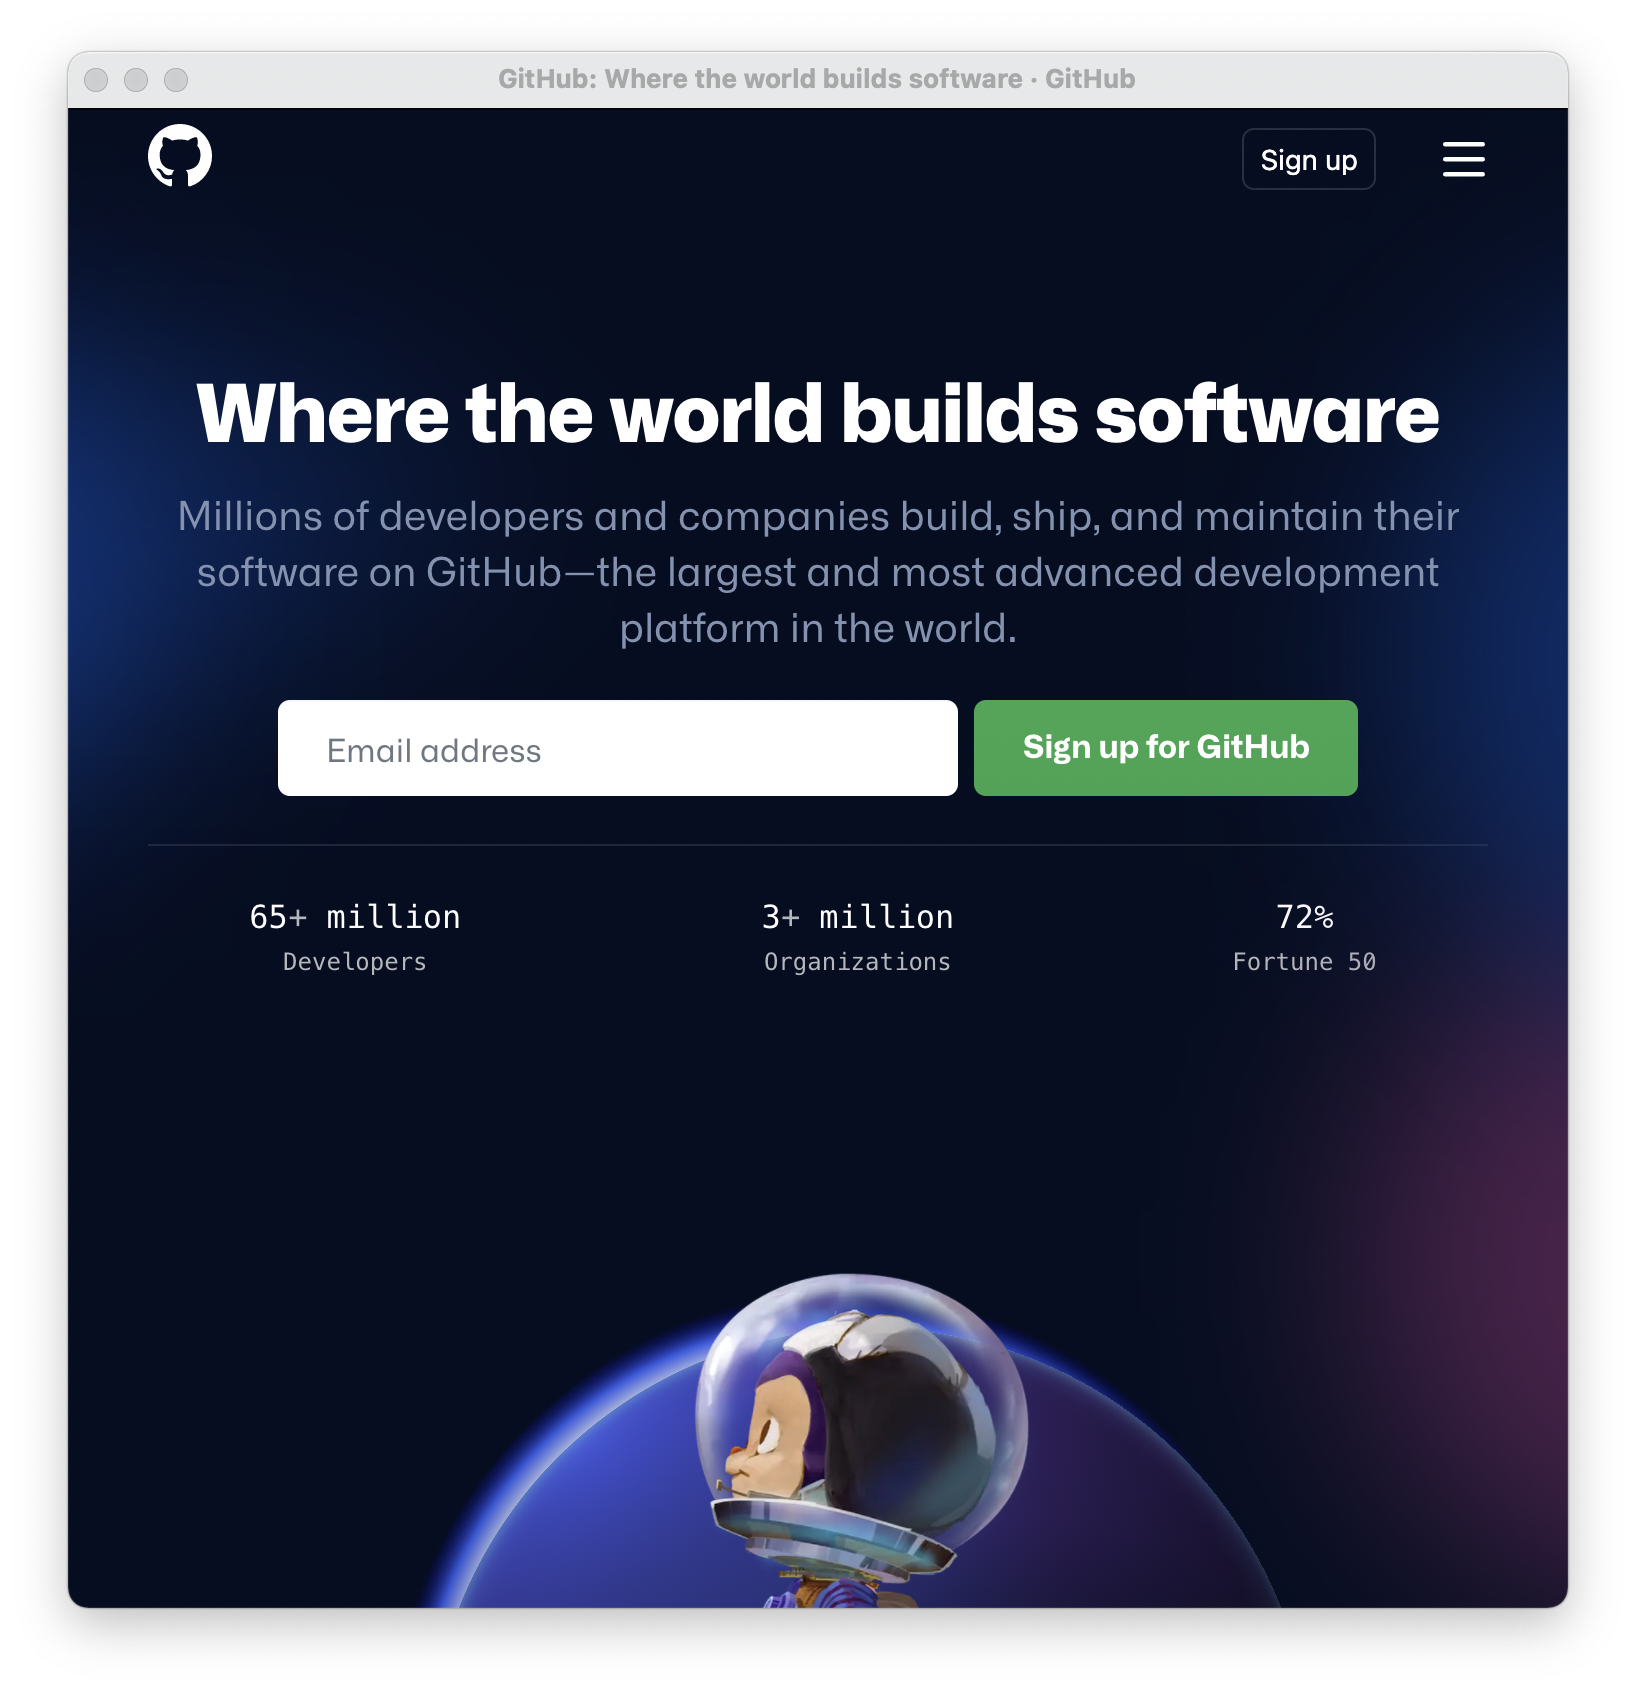 GitHub: Where the world builds software · GitHub
Sign up
Where the world builds software
Millions of developers and companies build, ship, and maintain their
software on GitHub—the largest and most advanced development
platform in the world.
Email address
Sign up for GitHub
65+ million
Developers
3+ million
Organizations
72%
Fortune 50